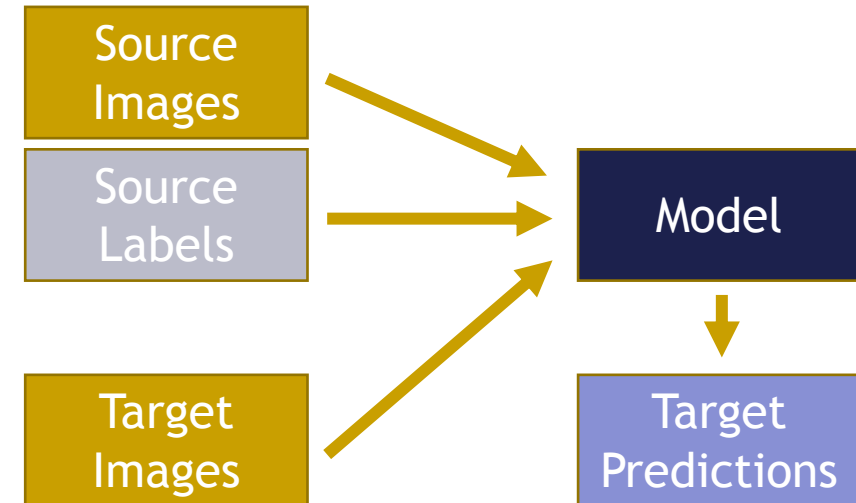 Source
Images
Source
Labels
Model
Target
Images
Target
Predictions